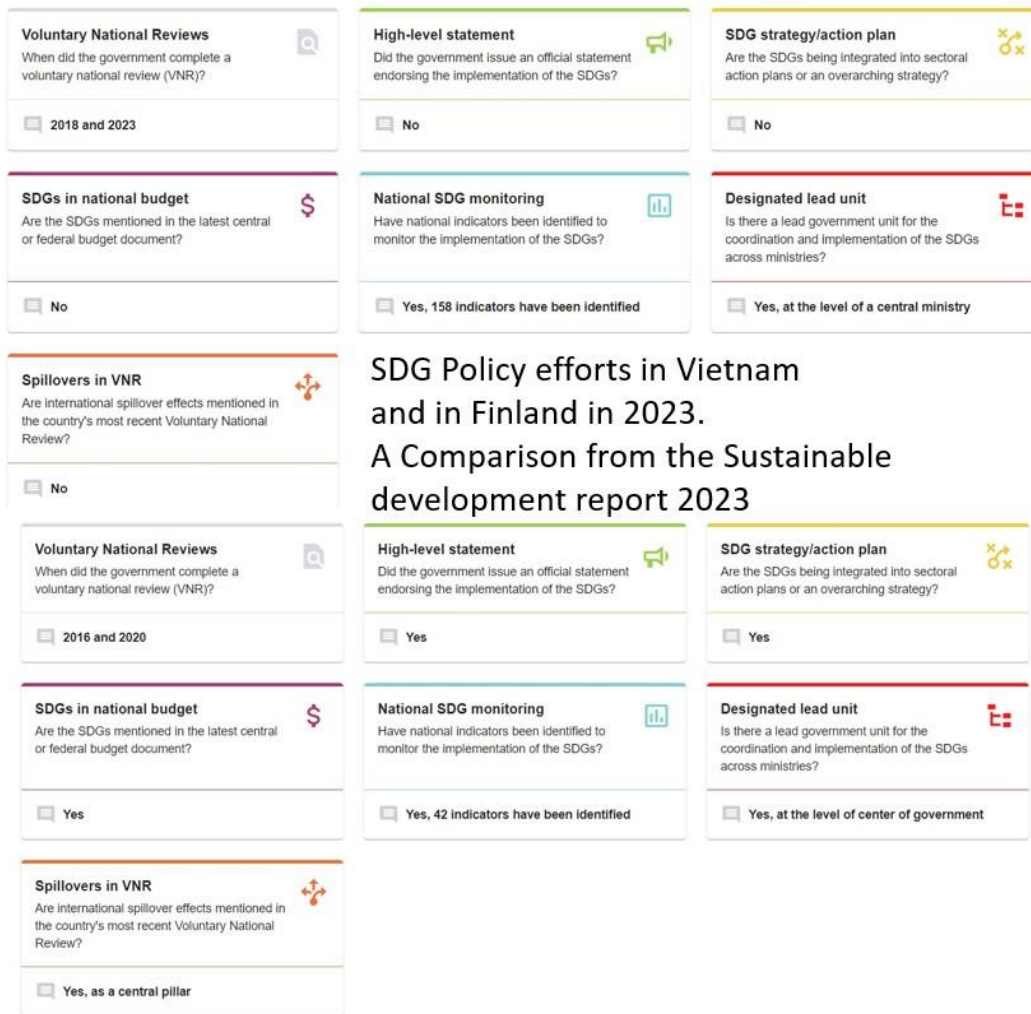 Voluntary National Reviews
When did the government complete a
voluntary national review (VNR)?
2018 and 2023
High-level statement
Did the government issue an official statement
endorsing the implementation of the SDGs?
No
SDG strategy/action plan
Are the SDGs being integrated into sectoral
action plans or an overarching strategy?
No
SDGs in national budget
Are the SDGs mentioned in the latest central
or federal budget document?
No
National SDG monitoring
Have national indicators been identified to
monitor the implementation of the SDGs?
Yes, 158 indicators have been identified
Designated lead unit
Is there a lead government unit for the
coordination and implementation of the SDGs
across ministries?
Yes, at the level of a central ministry
Spillovers in VNR
Are international spillover effects mentioned in
the country's most recent Voluntary National
Review?
No
SDG Policy efforts in Vietnam
and in Finland in 2023.
A Comparison from the Sustainable
development report 2023
Voluntary National Reviews
When did the government complete a
voluntary national review (VNR)?
2016 and 2020
High-level statement
Did the government issue an official statement
endorsing the implementation of the SDGs?
Yes
SDG strategy/action plan
Are the SDGs being integrated into sectoral
action plans or an overarching strategy?
Yes
SDGs in national budget
Are the SDGs mentioned in the latest central
or federal budget document?
Yes
National SDG monitoring
Have national indicators been identified to
monitor the implementation of the SDGs?
Yes, 42 indicators have been identified
Designated lead unit
Is there a lead government unit for the
coordination and implementation of the SDGs
across ministries?
Yes, at the level of center of government
Spillovers in VNR
Are international spillover effects mentioned in
the country's most recent Voluntary National
Review?
Yes, as a central pillar